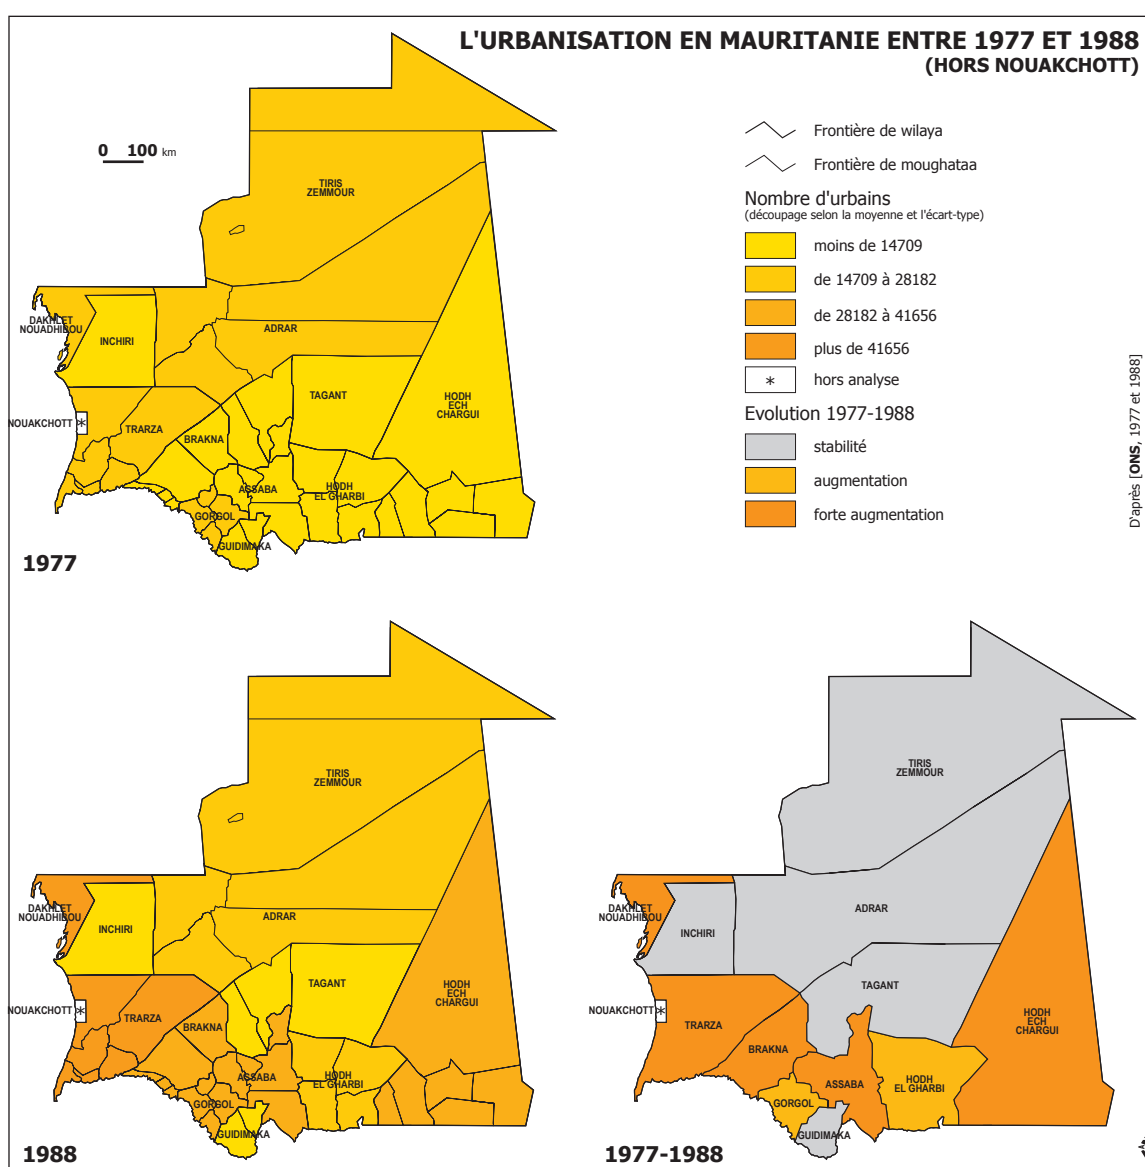 L'URBANISATION EN MAURITANIE ENTRE 1977 ET 1988
(HORS NOUAKCHOTT)
0 100 km
Frontière de wilaya
Frontière de moughataa
Nombre d'urbains
(découpage selon la moyenne et l'écart-type)
moins de 14709
de 14709 à 28182
de 28182 à 41656
plus de 41656
* hors analyse
Evolution 1977-1988
stabilité
augmentation
forte augmentation
D'après [ONS, 1977 et 1988]
TIRIS
ZEMMOUR
DAKHLET
NOUADHIBOU
INCHIRI
ADRAR
TAGANT
HODH
ECH
CHARGUI
NOUAKCHOTT *
TRARZA
BRAKNA
ASSABA
HODH
EL GHARBI
GORGOL
GUIDIMAKA
1977
TIRIS
ZEMMOUR
DAKHLET
NOUADHIBOU
INCHIRI
ADRAR
TAGANT
HODH
ECH
CHARGUI
NOUAKCHOTT *
TRARZA
BRAKNA
ASSABA
HODH
EL GHARBI
GORGOL
GUIDIMAKA
1988
TIRIS
ZEMMOUR
DAKHLET
NOUADHIBOU
INCHIRI
ADRAR
TAGANT
HODH
ECH
CHARGUI
NOUAKCHOTT *
TRARZA
BRAKNA
ASSABA
HODH
EL GHARBI
GORGOL
GUIDIMAKA
1977-1988